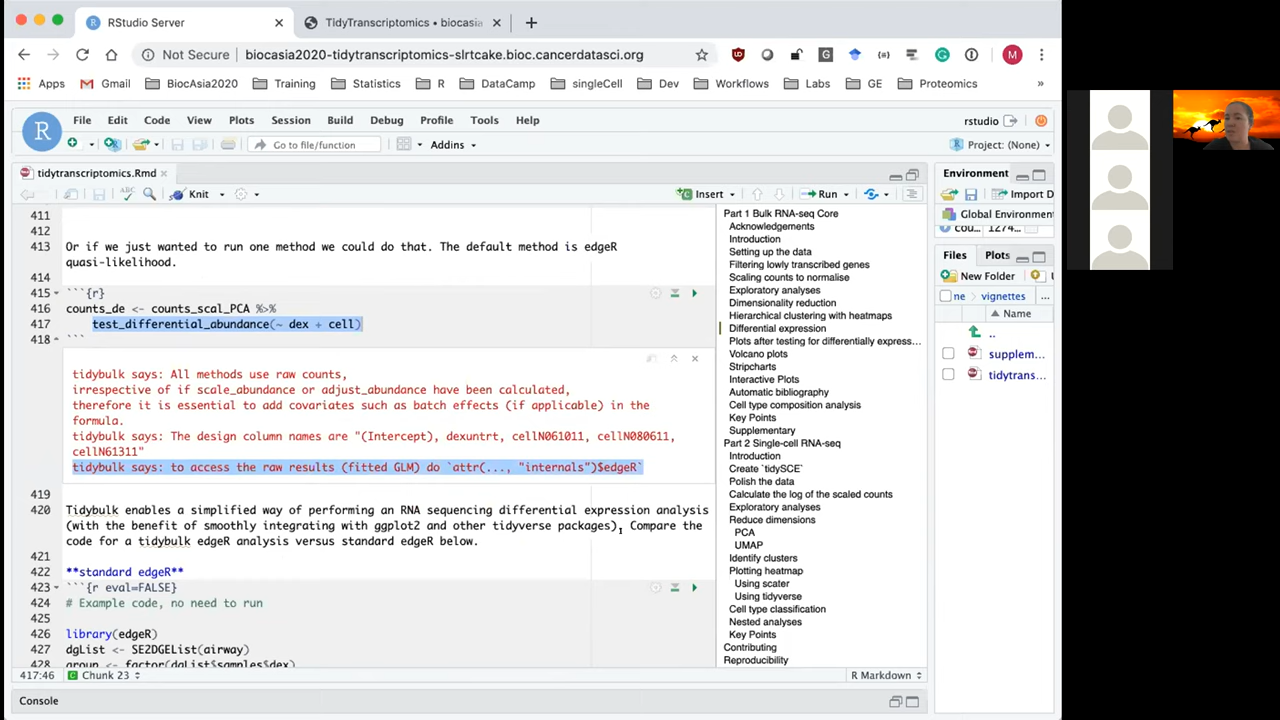 RStudio Server
TidyTranscriptomics • biocasia
Not Secure | biocasia2020-tidytranscriptomics-slrtcake.bioc.cancerdatasci.org
Apps Gmail BiocAsia2020 Training Statistics R DataCamp singleCell Dev Workflows Labs GE Proteomics »
File Edit Code View Plots Session Build Debug Profile Tools Help
rstudio
Go to file/function Addins
Project: (None)
tidytranscriptomics.Rmd
Knit Insert Run
411
412
413 Or if we just wanted to run one method we could do that. The default method is edgeR
quasi-likelihood.
414
415 ```{r}
416 counts_de <- counts_scal_PCA %>%
417 test_differential_abundance(~ dex + cell)
418 ```
tidybulk says: All methods use raw counts,
irrespective of if scale_abundance or adjust_abundance have been calculated,
therefore it is essential to add covariates such as batch effects (if applicable) in the
formula.
tidybulk says: The design column names are "(Intercept), dexuntrt, cellN061011, cellN080611,
cellN61311"
tidybulk says: to access the raw results (fitted GLM) do `attr(..., "internals")$edgeR`
419
420 Tidybulk enables a simplified way of performing an RNA sequencing differential expression analysis
(with the benefit of smoothly integrating with ggplot2 and other tidyverse packages). Compare the
code for a tidybulk edgeR analysis versus standard edgeR below.
421
422 **standard edgeR**
423 ```{r eval=FALSE}
424 # Example code, no need to run
425
426 library(edgeR)
427 dgList <- SE2DGEList(airway)
428 group <- factor(dgList$samples$dex)
417:46 Chunk 23 R Markdown
Console
Part 1 Bulk RNA-seq Core
Acknowledgements
Introduction
Setting up the data
Filtering lowly transcribed genes
Scaling counts to normalise
Exploratory analyses
Dimensionality reduction
Hierarchical clustering with heatmaps
Differential expression
Plots after testing for differentially express...
Volcano plots
Stripcharts
Interactive Plots
Automatic bibliography
Cell type composition analysis
Key Points
Supplementary
Part 2 Single-cell RNA-seq
Introduction
Create `tidySCE`
Polish the data
Calculate the log of the scaled counts
Exploratory analyses
Reduce dimensions
PCA
UMAP
Identify clusters
Plotting heatmap
Using scater
Using tidyverse
Cell type classification
Nested analyses
Key Points
Contributing
Reproducibility
Environment
Import D
Global Environment
cou... 1274...
Files Plots
New Folder
ne vignettes ...
Name
..
supplem...
tidytrans...